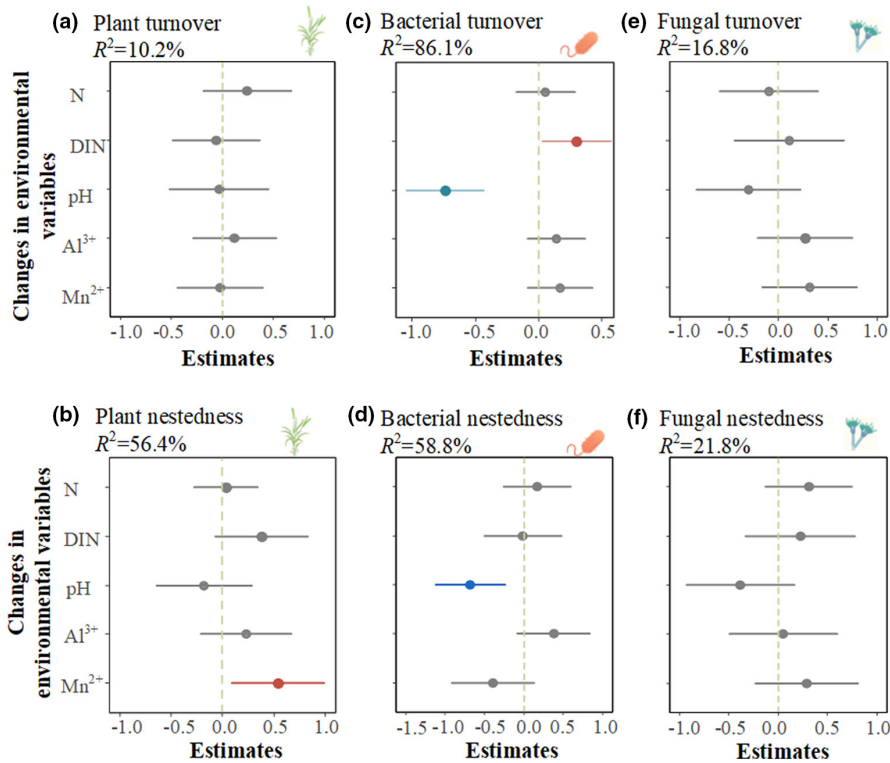 (a) Plant turnover
R²=10.2%
(c) Bacterial turnover
R²=86.1%
(e) Fungal turnover
R²=16.8%
Changes in environmental
variables
N
DIN
pH
Al³⁺
Mn²⁺
-1.0 -0.5 0.0 0.5 1.0
Estimates
-1.0 -0.5 0.0 0.5
Estimates
-1.0 -0.5 0.0 0.5 1.0
Estimates
(b) Plant nestedness
R²=56.4%
(d) Bacterial nestedness
R²=58.8%
(f) Fungal nestedness
R²=21.8%
Changes in
environmental variables
N
DIN
pH
Al³⁺
Mn²⁺
-1.0 -0.5 0.0 0.5 1.0
Estimates
-1.5 -1.0 -0.5 0.0 0.5 1.0
Estimates
-1.0 -0.5 0.0 0.5 1.0
Estimates